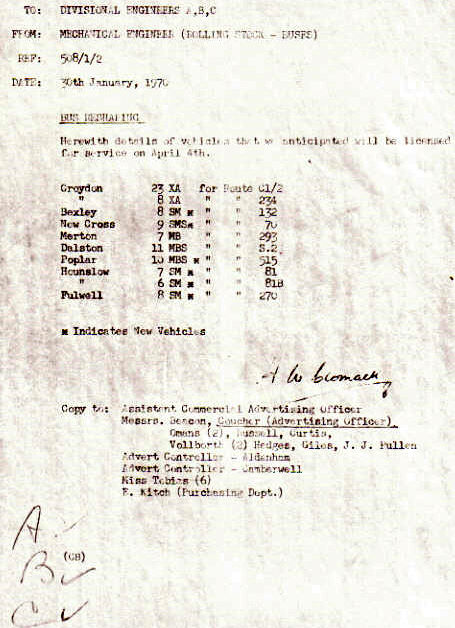 TO: DIVISIONAL ENGINEERS A,B,C
FROM: MECHANICAL ENGINEER (ROLLING STOCK - BUSES)
REF: 508/1/2
DATE: 30th January, 1970
BUS RESHAPING
Herewith details of vehicles that we anticipated will be licensed
for service on April 4th.
Croydon 23 XA for Route C1/2
" 8 XA " " 234
Bexley 8 SM * " " 132
New Cross 9 SMS* " " 70
Merton 7 MB " " 293
Dalston 11 MBS " " S.2
Poplar 10 MBS * " " 515
Hounslow 7 SM * " " 81
" 6 SM * " " 81B
Fulwell 8 SM * " " 270
* Indicates New Vehicles
Copy to: Assistant Commercial Advertising Officer
Messrs. Deacon, Coucher (Advertising Officer),
Omens (2), Russell, Curtis,
Vollborth (2) Hedges, Giles, J. J. Pullen
Advert Controller - Aldenham
Advert Controller - Camberwell
Miss Tobias (6)
E. Kitch (Purchasing Dept.)
A ✓
(CB)
B ✓
C ✓